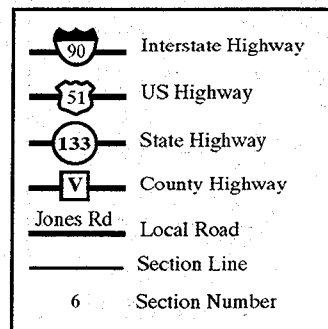 90 Interstate Highway
51 US Highway
133 State Highway
V County Highway
Jones Rd Local Road
Section Line
6 Section Number